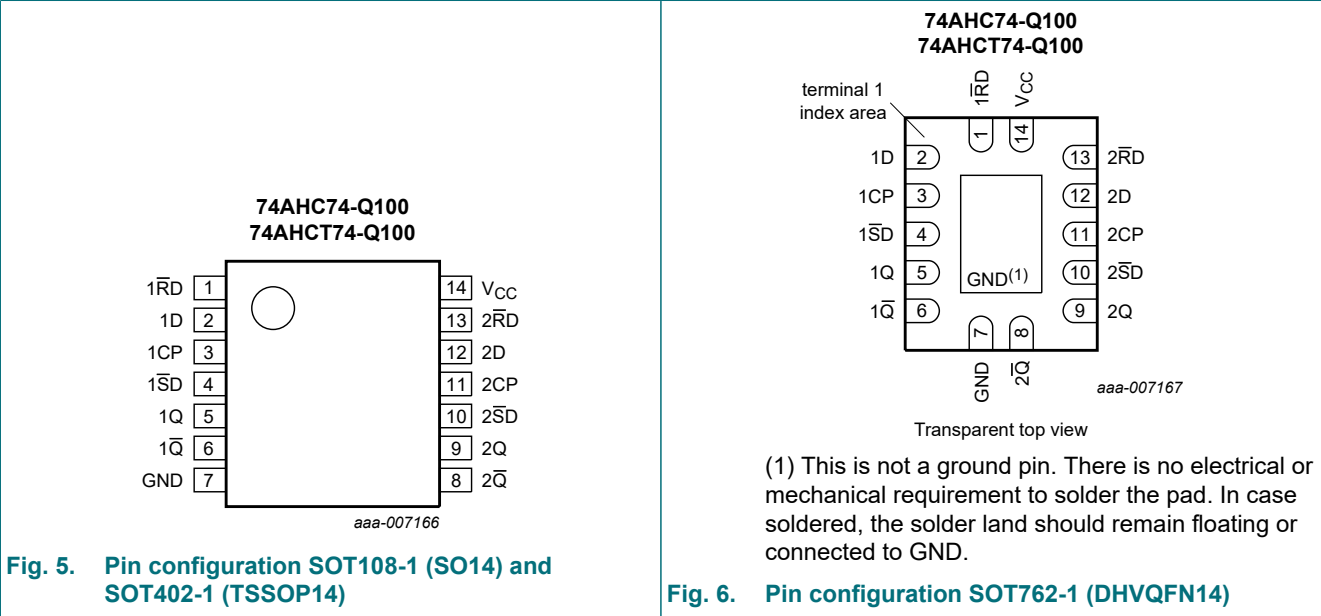 74AHC74-Q100
74AHCT74-Q100
1R̅D 1
1D 2
1CP 3
1S̅D 4
1Q 5
1Q̅ 6
GND 7
14 VCC
13 2R̅D
12 2D
11 2CP
10 2S̅D
9 2Q
8 2Q̅
aaa-007166
Fig. 5. Pin configuration SOT108-1 (SO14) and
SOT402-1 (TSSOP14)
74AHC74-Q100
74AHCT74-Q100
terminal 1
index area
1R̅D
VCC
1
14
1D 2
1CP 3
1S̅D 4
1Q 5
1Q̅ 6
13 2R̅D
12 2D
11 2CP
10 2S̅D
9 2Q
GND(1)
7
8
GND
2Q̅
aaa-007167
Transparent top view
(1) This is not a ground pin. There is no electrical or
mechanical requirement to solder the pad. In case
soldered, the solder land should remain floating or
connected to GND.
Fig. 6. Pin configuration SOT762-1 (DHVQFN14)